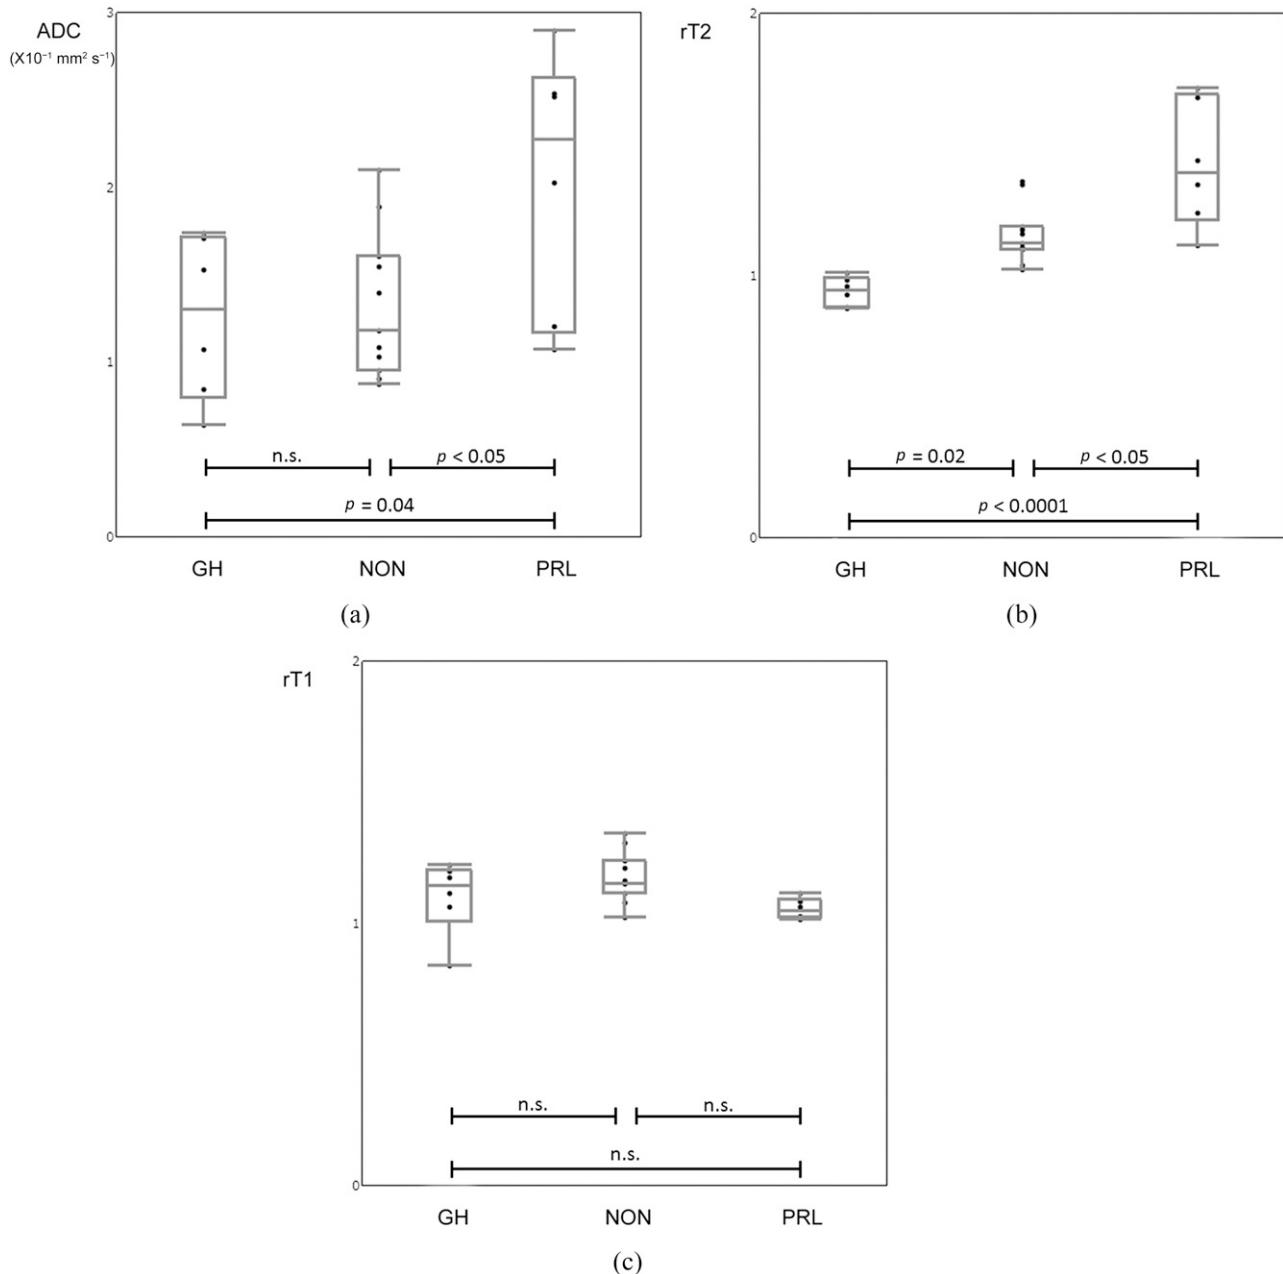 3
ADC
(X10⁻¹ mm² s⁻¹)
2
1
0
n.s.
p < 0.05
p = 0.04
GH NON PRL
(a)
2
rT2
1
0
p = 0.02
p < 0.05
p < 0.0001
GH NON PRL
(b)
2
rT1
1
0
n.s.
n.s.
n.s.
GH NON PRL
(c)